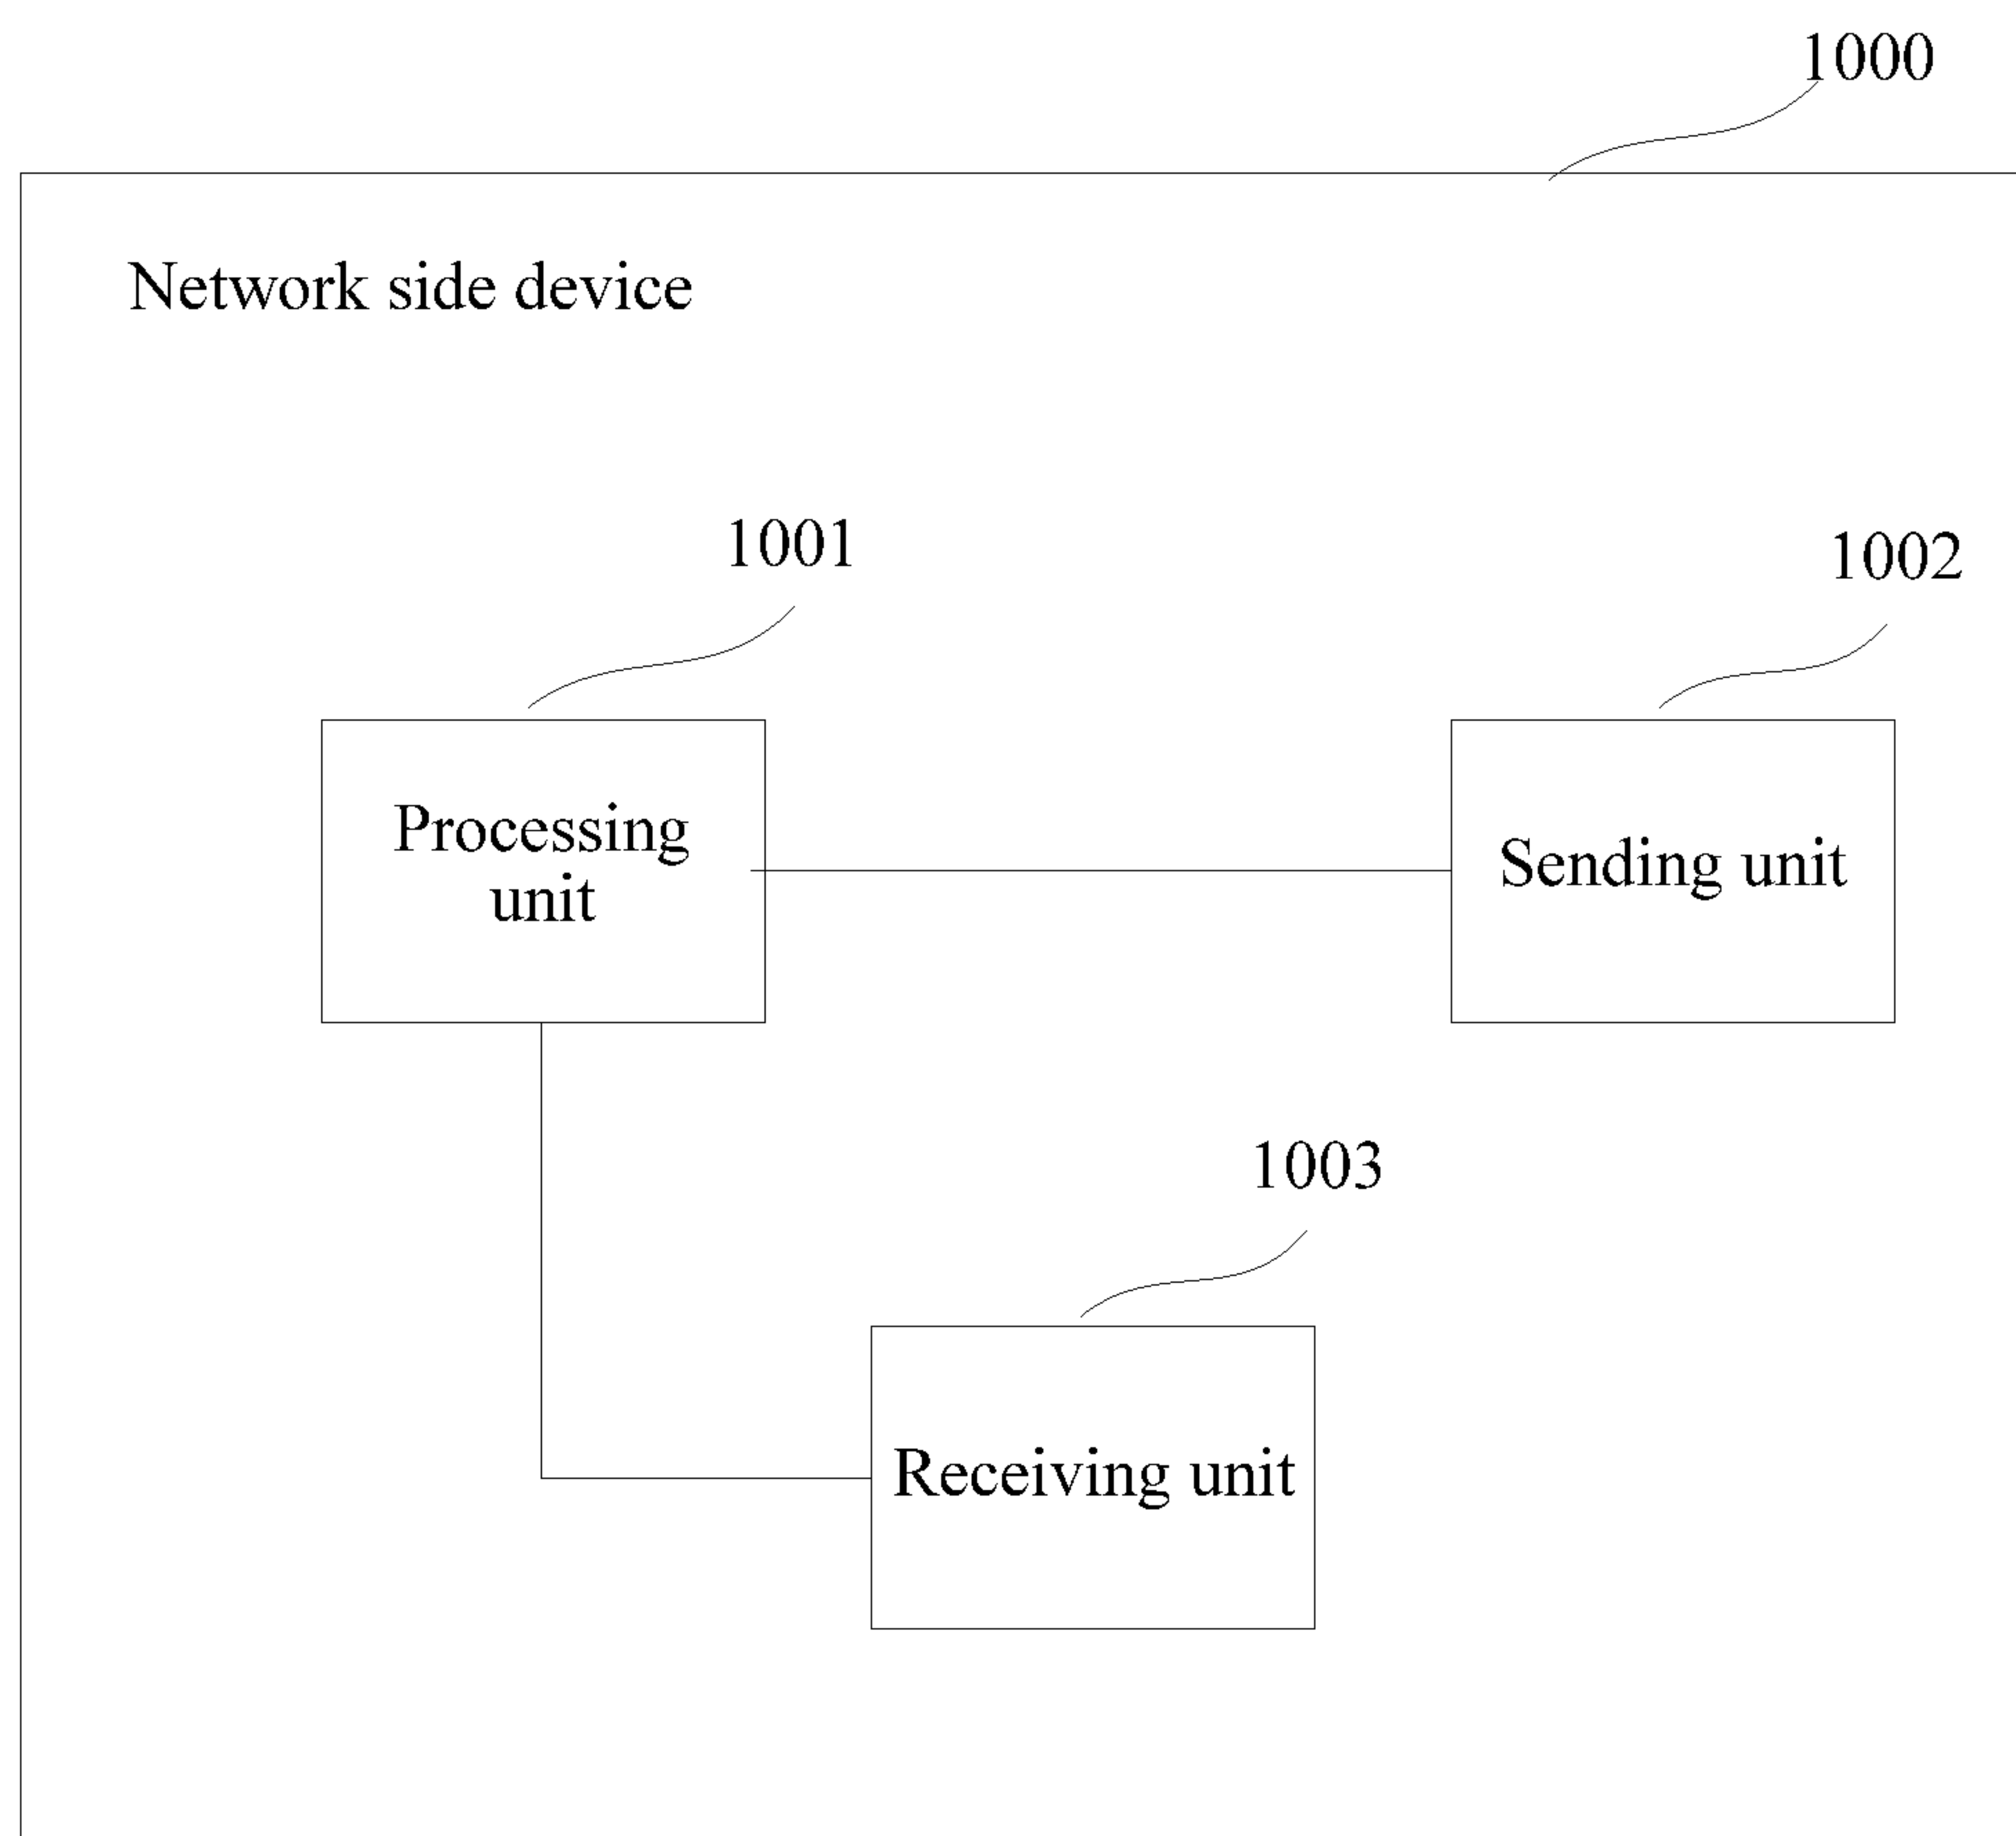 1000
Network side device
1001
1002
Processing
unit
Sending unit
1003
Receiving unit